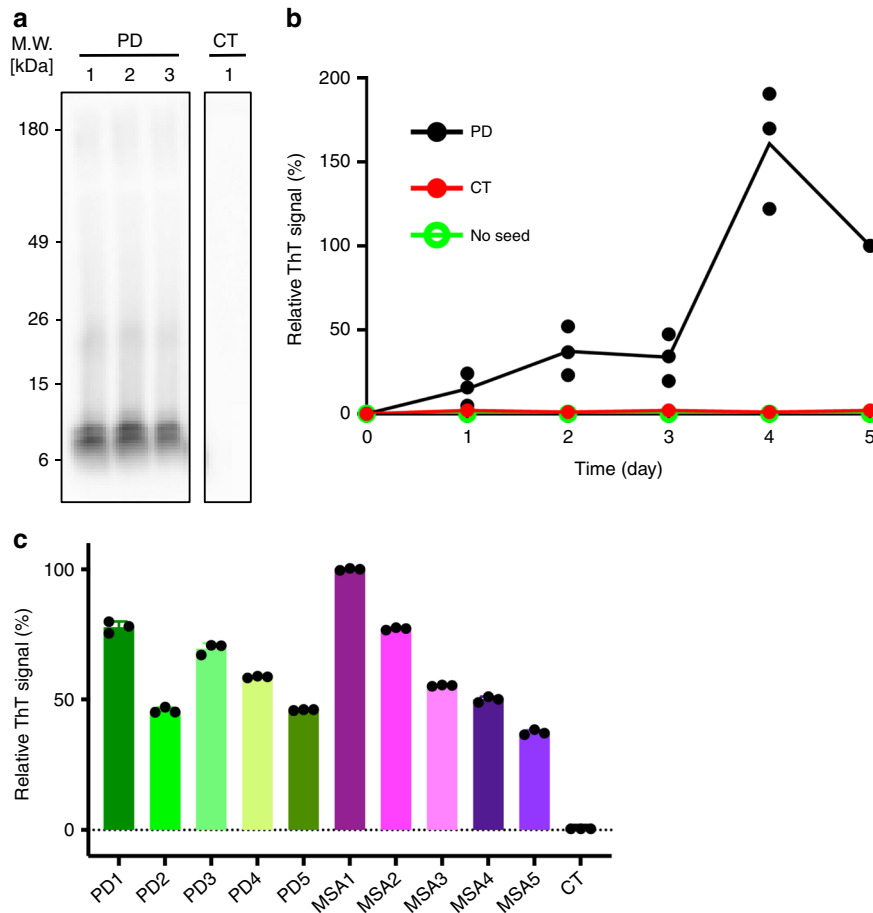 a
M.W.
[kDa]
PD
CT
1 2 3 1
180
49
26
15
6
b
Relative ThT signal (%)
200
150
100
50
0
PD
CT
No seed
0 1 2 3 4 5
Time (day)
c
Relative ThT signal (%)
100
50
0
PD1 PD2 PD3 PD4 PD5 MSA1 MSA2 MSA3 MSA4 MSA5 CT